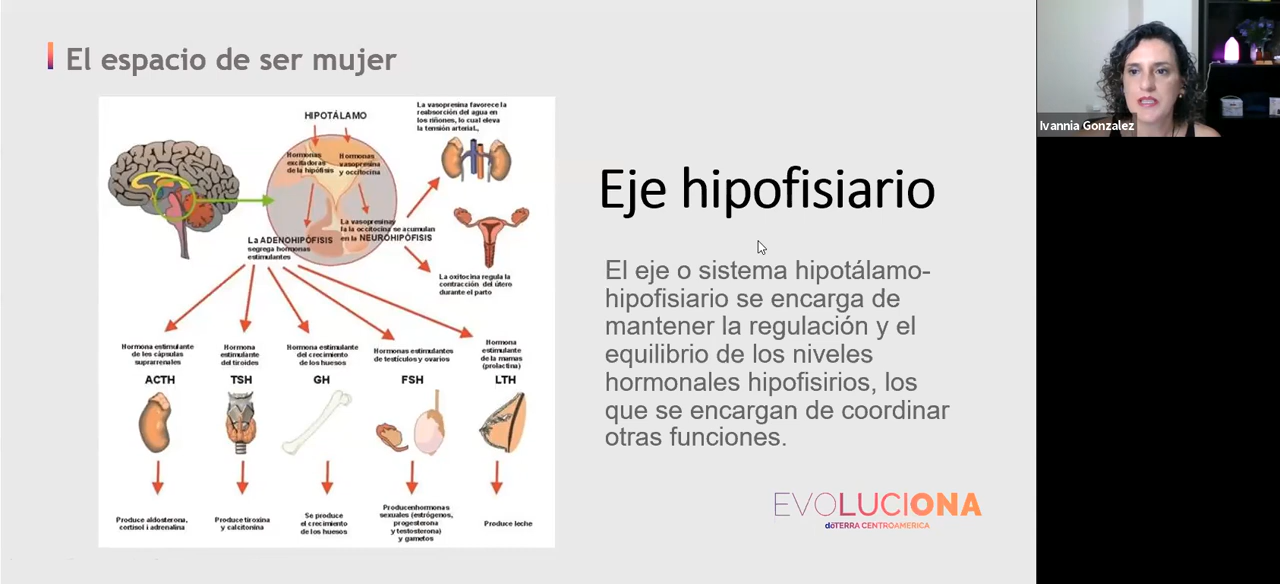 El espacio de ser mujer
HIPOTÁLAMO
La vasopresina favorece la
reabsorción del agua en
los riñones, lo cual eleva
la tensión arterial.,
Hormonas
excitadoras
de la hipófisis
Hormonas
vasopresina
y occitocina
La vasopresinay
la la occitocina se acumulan
en la NEUROHIPÓFISIS
La ADENOHIPÓFISIS
segrega hormonas
estimulantes
La oxitocina regula la
contracción del útero
durante el parto
Hormona estimulante
de les cápsulas
suprarrenales
ACTH
Produce aldosterona,
cortisol i adrenalina
Hormona
estimulante
del tiroides
TSH
Produce tiroxina
y calcitonina
Hormona estimulante
del crecimiento
de los huesos
GH
Se produce
el crecimiento
de los huesos
Hormonas estimulantes
de testículos y ovarios
FSH
Producenhormonas
sexuales (estrógenos,
progesterona
y testosterona)
y gametos
Hormona
estimulante
de la mamas
(prolactina)
LTH
Produce leche
Eje hipofisiario
El eje o sistema hipotálamo-
hipofisiario se encarga de
mantener la regulación y el
equilibrio de los niveles
hormonales hipofisirios, los
que se encargan de coordinar
otras funciones.
EVOLUCIONA
dōTERRA CENTROAMERICA
Ivannia Gonzalez